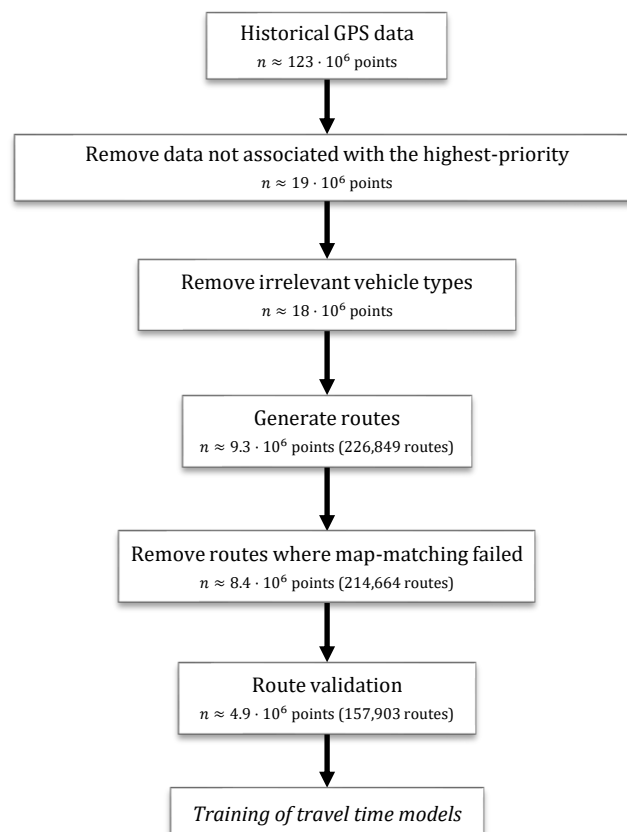 Historical GPS data
n ≈ 123 · 10⁶ points
Remove data not associated with the highest-priority
n ≈ 19 · 10⁶ points
Remove irrelevant vehicle types
n ≈ 18 · 10⁶ points
Generate routes
n ≈ 9.3 · 10⁶ points (226,849 routes)
Remove routes where map-matching failed
n ≈ 8.4 · 10⁶ points (214,664 routes)
Route validation
n ≈ 4.9 · 10⁶ points (157,903 routes)
Training of travel time models